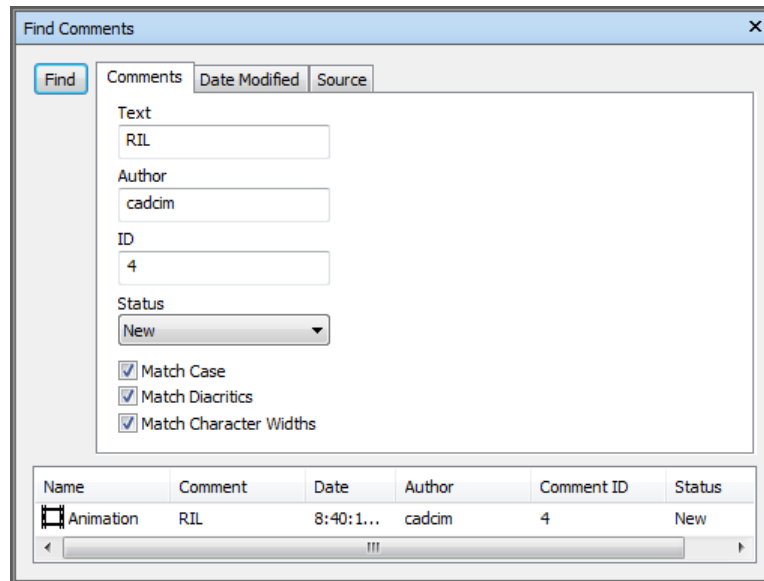 Find Comments
Find Comments Date Modified Source
Text
RIL
Author
cadcim
ID
4
Status
New
Match Case
Match Diacritics
Match Character Widths
Name Comment Date Author Comment ID Status
Animation RIL 8:40:1... cadcim 4 New